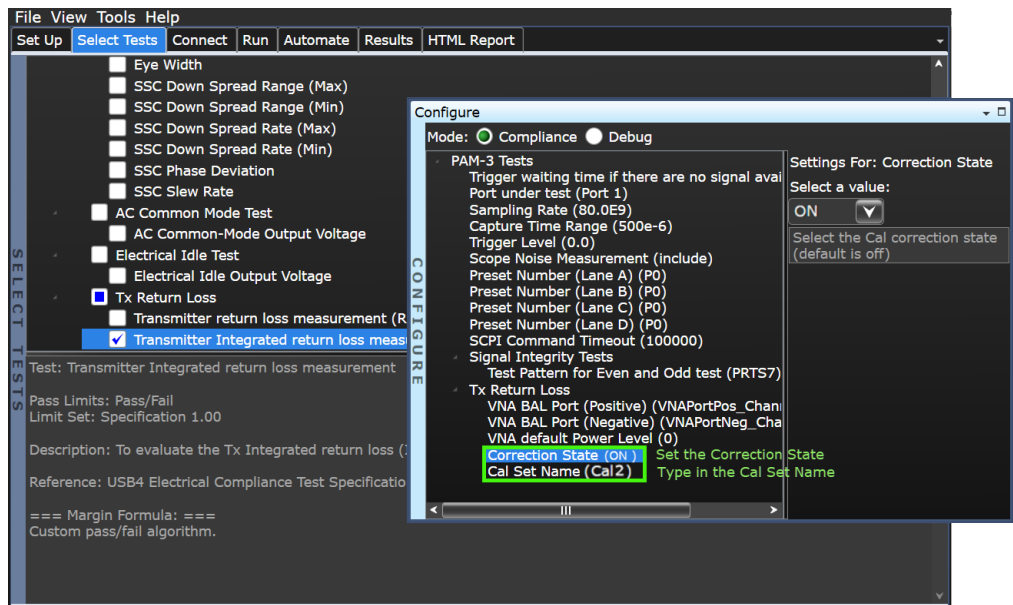 File View Tools Help
Set Up Select Tests Connect Run Automate Results HTML Report
Eye Width
SSC Down Spread Range (Max)
SSC Down Spread Range (Min)
SSC Down Spread Rate (Max)
SSC Down Spread Rate (Min)
SSC Phase Deviation
SSC Slew Rate
AC Common Mode Test
AC Common-Mode Output Voltage
Electrical Idle Test
Electrical Idle Output Voltage
Tx Return Loss
Transmitter return loss measurement (R
Transmitter Integrated return loss meas
SELECT TESTS
Test: Transmitter Integrated return loss measurement
Pass Limits: Pass/Fail
Limit Set: Specification 1.00
Description: To evaluate the Tx Integrated return loss (
Reference: USB4 Electrical Compliance Test Specificatio
=== Margin Formula: ===
Custom pass/fail algorithm.
Configure
Mode: Compliance Debug
CONFIGURE
PAM-3 Tests
Trigger waiting time if there are no signal avai
Port under test (Port 1)
Sampling Rate (80.0E9)
Capture Time Range (500e-6)
Trigger Level (0.0)
Scope Noise Measurement (include)
Preset Number (Lane A) (P0)
Preset Number (Lane B) (P0)
Preset Number (Lane C) (P0)
Preset Number (Lane D) (P0)
SCPI Command Timeout (100000)
Signal Integrity Tests
Test Pattern for Even and Odd test (PRTS7)
Tx Return Loss
VNA BAL Port (Positive) (VNAPortPos_Chan
VNA BAL Port (Negative) (VNAPortNeg_Cha
VNA default Power Level (0)
Correction State (ON ) Set the Correction State
Cal Set Name (Cal2) Type in the Cal Set Name
Settings For: Correction State
Select a value:
ON
Select the Cal correction state
(default is off)